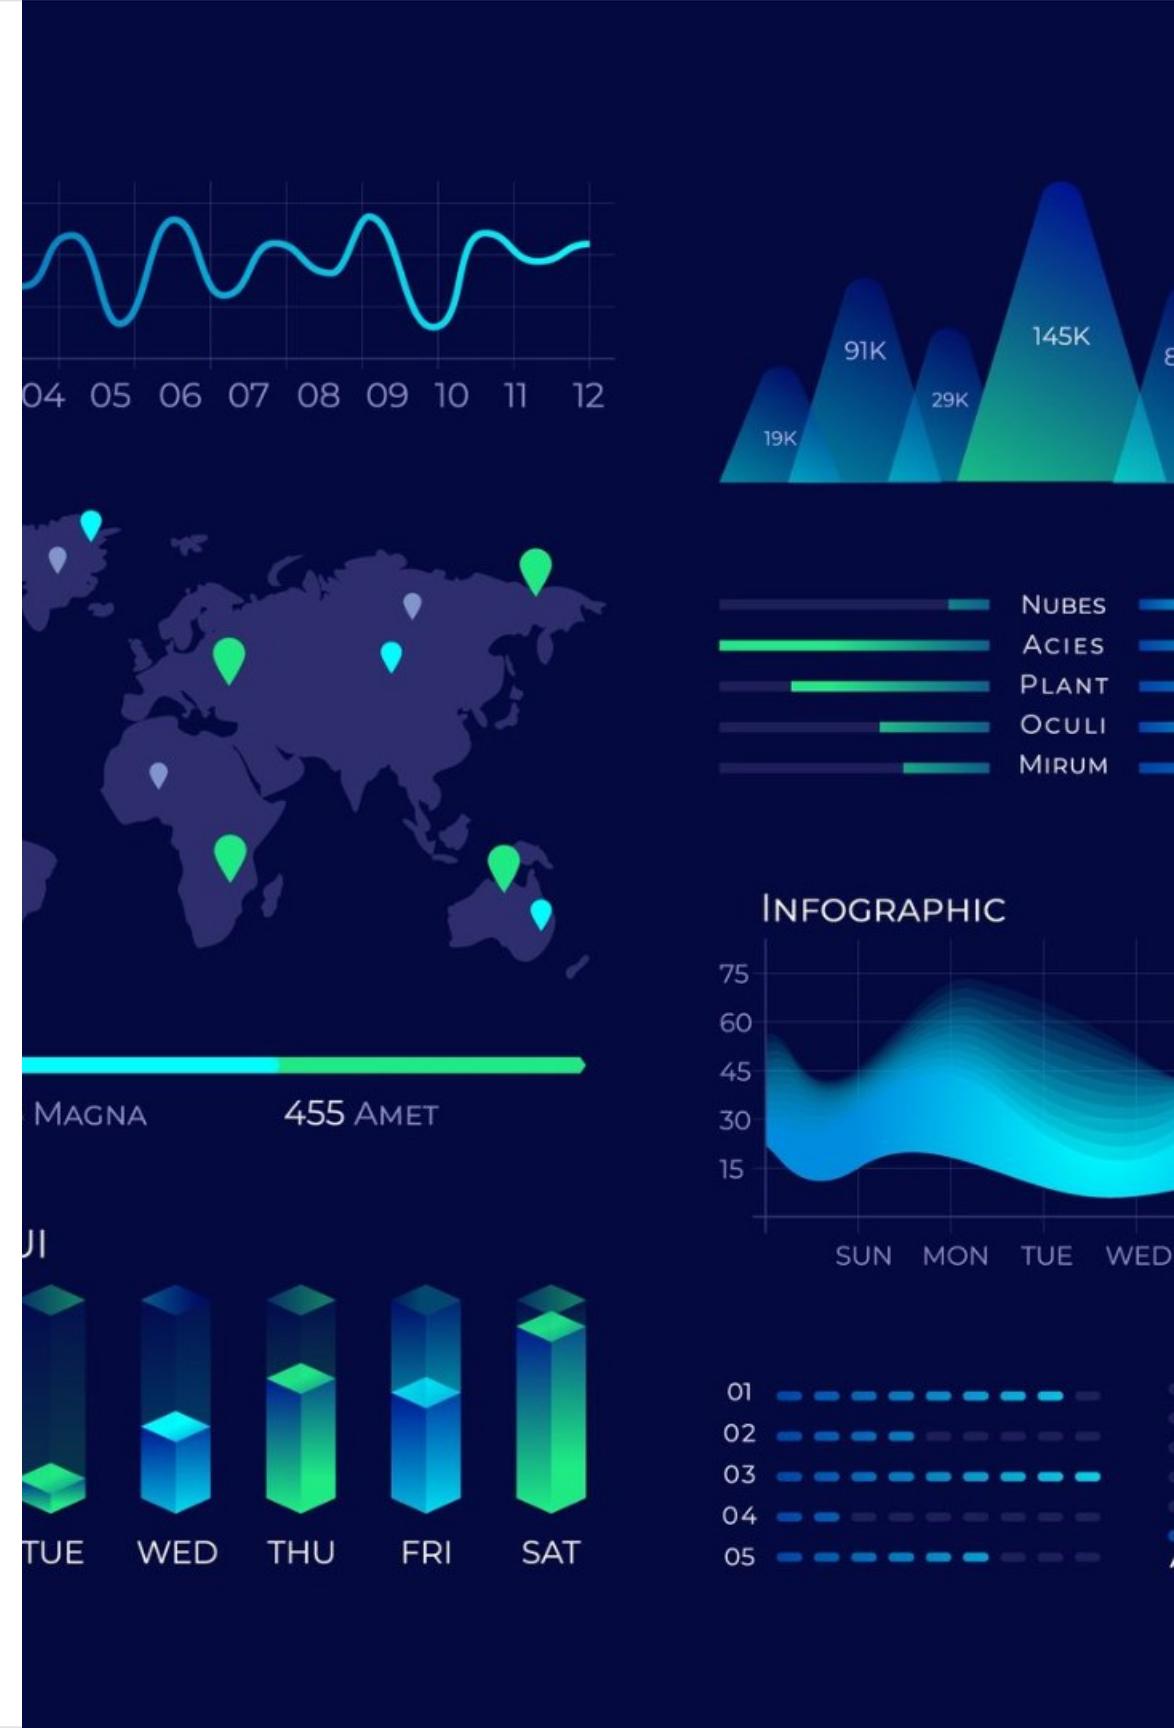 04 05 06 07 08 09 10 11 12
91K
145K
29K
19K
NUBES
ACIES
PLANT
OCULI
MIRUM
INFOGRAPHIC
75
60
45
30
15
SUN MON TUE WED
MAGNA
455 AMET
UI
TUE WED THU FRI SAT
01
02
03
04
05